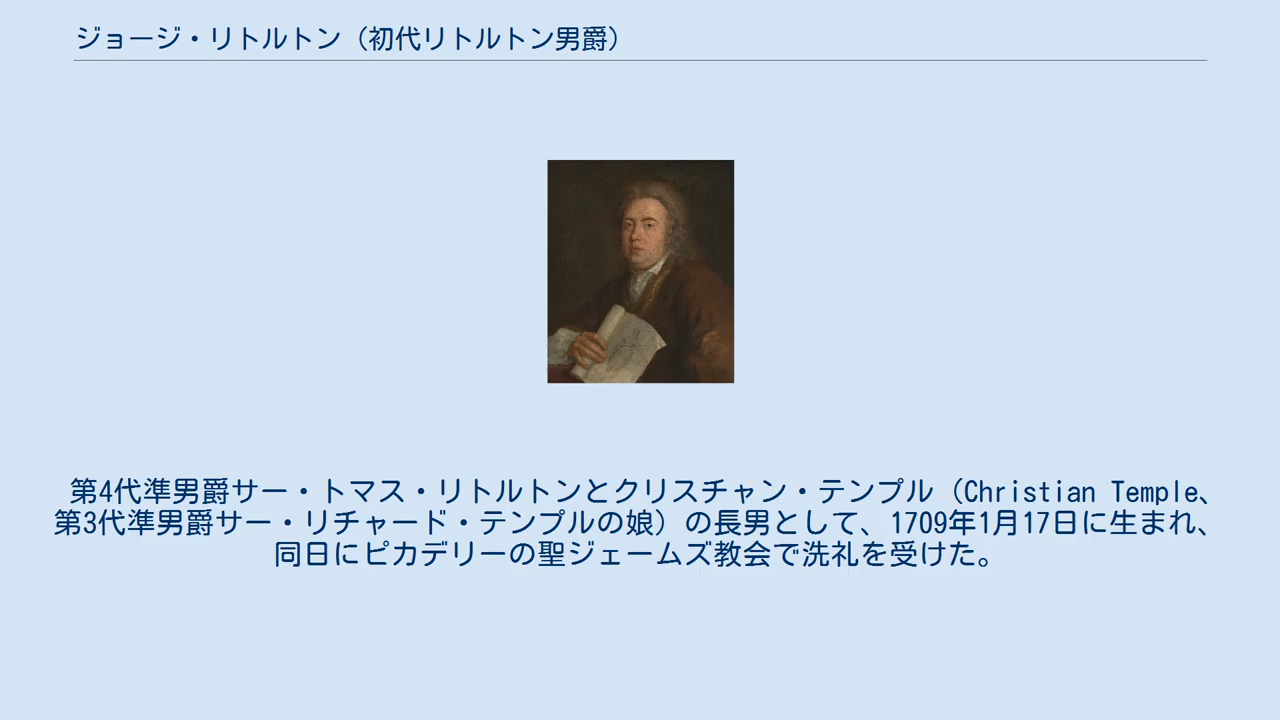 ジョージ・リトルトン（初代リトルトン男爵）
第4代準男爵サー・トマス・リトルトンとクリスチャン・テンプル（Christian Temple、
第3代準男爵サー・リチャード・テンプルの娘）の長男として、1709年1月17日に生まれ、
同日にピカデリーの聖ジェームズ教会で洗礼を受けた。